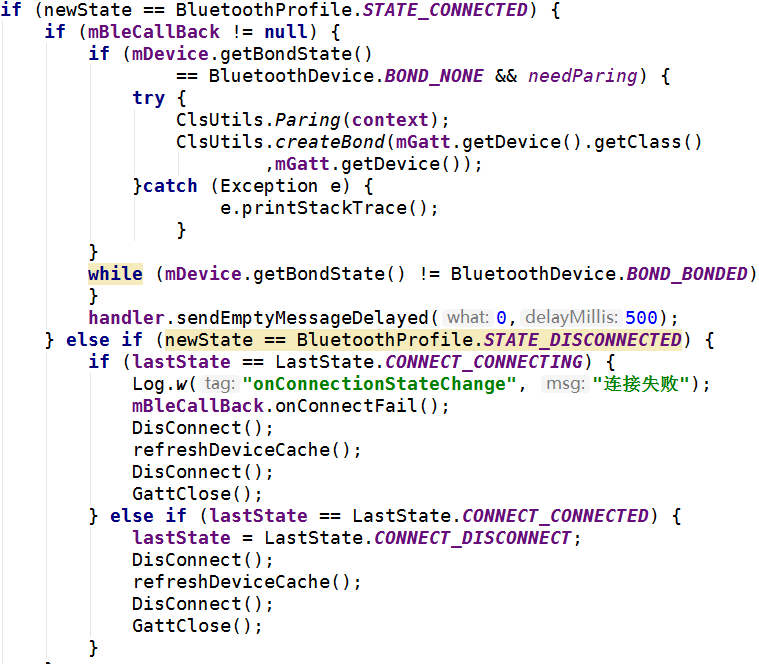 if (newState == BluetoothProfile.STATE_CONNECTED) {
    if (mBleCallBack != null) {
        if (mDevice.getBondState()
                == BluetoothDevice.BOND_NONE && needParing) {
            try {
                ClsUtils.Paring(context);
                ClsUtils.createBond(mGatt.getDevice().getClass()
                        ,mGatt.getDevice());
            }catch (Exception e) {
                    e.printStackTrace();
                }
        }
        while (mDevice.getBondState() != BluetoothDevice.BOND_BONDED)
        }
        handler.sendEmptyMessageDelayed( what: 0, delayMillis: 500);
    } else if (newState == BluetoothProfile.STATE_DISCONNECTED) {
        if (lastState == LastState.CONNECT_CONNECTING) {
            Log.w( tag: "onConnectionStateChange", msg: "连接失败");
            mBleCallBack.onConnectFail();
            DisConnect();
            refreshDeviceCache();
            DisConnect();
            GattClose();
        } else if (lastState == LastState.CONNECT_CONNECTED) {
            lastState = LastState.CONNECT_DISCONNECT;
            DisConnect();
            refreshDeviceCache();
            DisConnect();
            GattClose();
        }